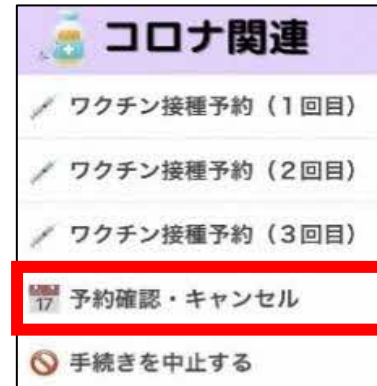 コロナ関連
ワクチン接種予約（1回目）
ワクチン接種予約（2回目）
ワクチン接種予約（3回目）
17 予約確認・キャンセル
手続きを中止する